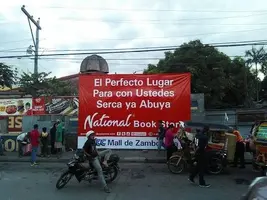 El Perfecto Lugar
Para con Ustedes
Serca ya Abuya
National Book Store
KCC Mall de Zambo